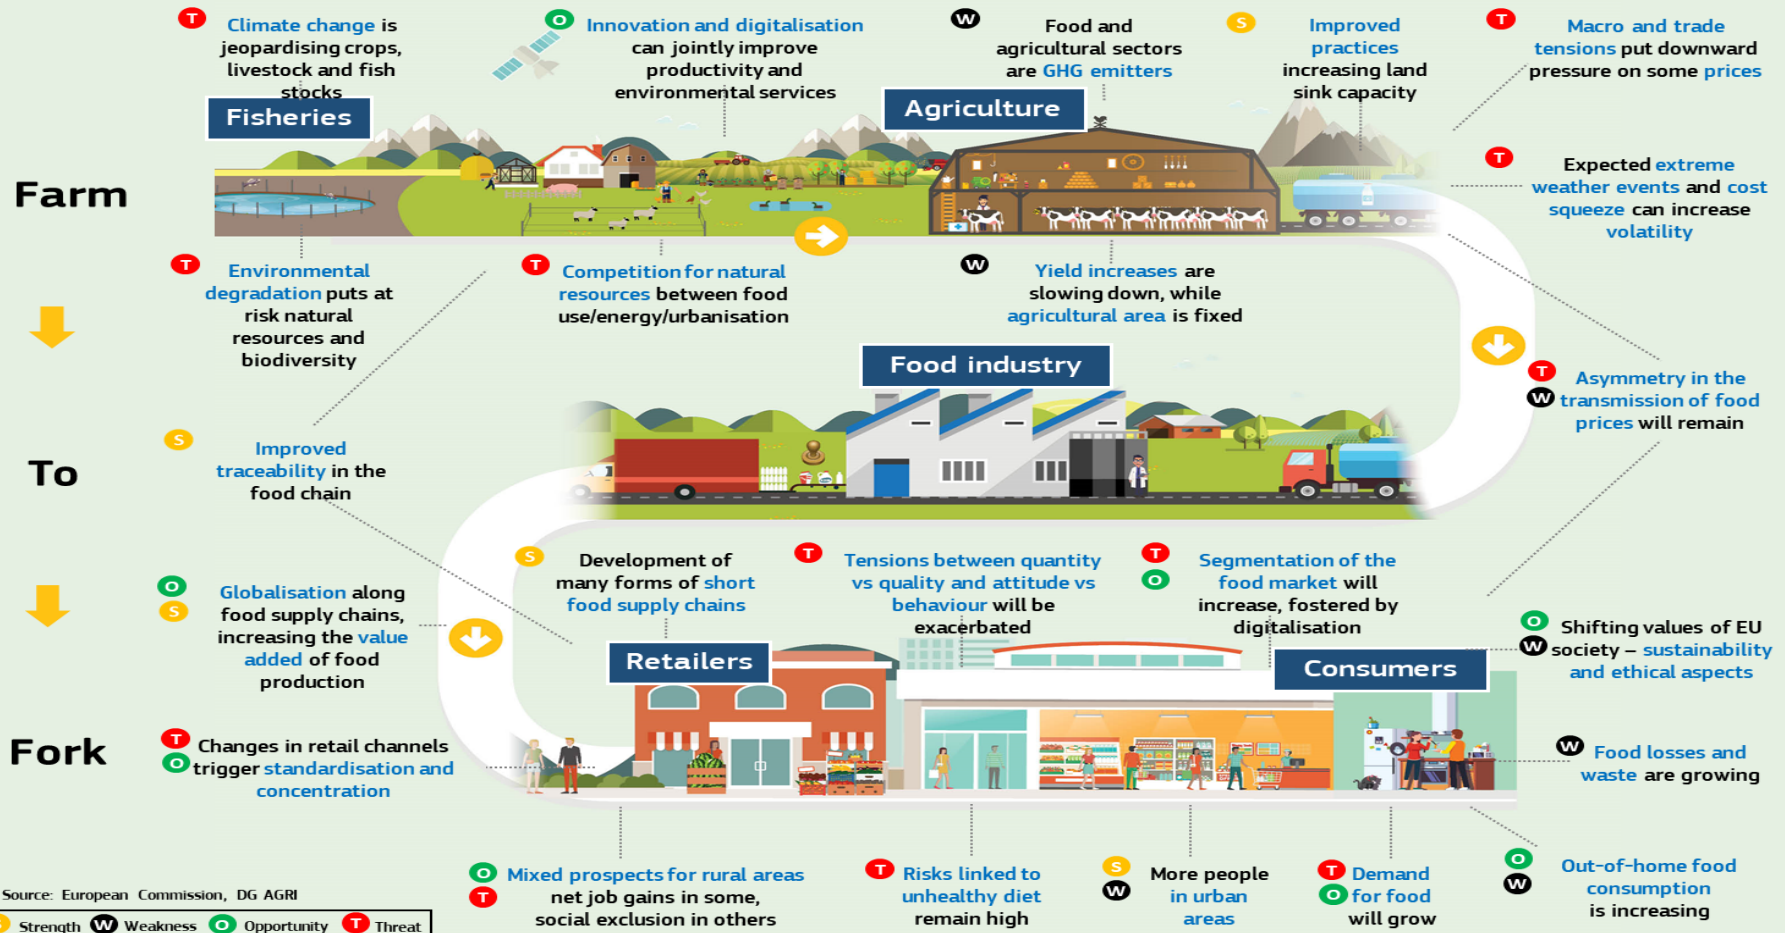 T
Climate change is
jeopardising crops,
livestock and fish
stocks
O
Innovation and digitalisation
can jointly improve
productivity and
environmental services
W
Food and
agricultural sectors
are GHG emitters
S
Improved
practices
increasing land
sink capacity
T
Macro and trade
tensions put downward
pressure on some prices
Fisheries
Agriculture
Farm
T
Expected extreme
weather events and cost
squeeze can increase
volatility
T
Environmental
degradation puts at
risk natural
resources and
biodiversity
T
Competition for natural
resources between food
use/energy/urbanisation
W
Yield increases are
slowing down, while
agricultural area is fixed
Food industry
T
W
Asymmetry in the
transmission of food
prices will remain
To
S
Improved
traceability in the
food chain
O
S
Globalisation along
food supply chains,
increasing the value
added of food
production
S
Development of
many forms of short
food supply chains
T
Tensions between quantity
vs quality and attitude vs
behaviour will be
exacerbated
T
O
Segmentation of the
food market will
increase, fostered by
digitalisation
O
W
Shifting values of EU
society – sustainability
and ethical aspects
Retailers
Consumers
Fork
T
O
Changes in retail channels
trigger standardisation and
concentration
W
Food losses and
waste are growing
O
T
Mixed prospects for rural areas
net job gains in some,
social exclusion in others
T
Risks linked to
unhealthy diet
remain high
S
W
More people
in urban
areas
T
O
Demand
for food
will grow
O
W
Out-of-home food
consumption
is increasing
Source: European Commission, DG AGRI
S Strength W Weakness O Opportunity T Threat